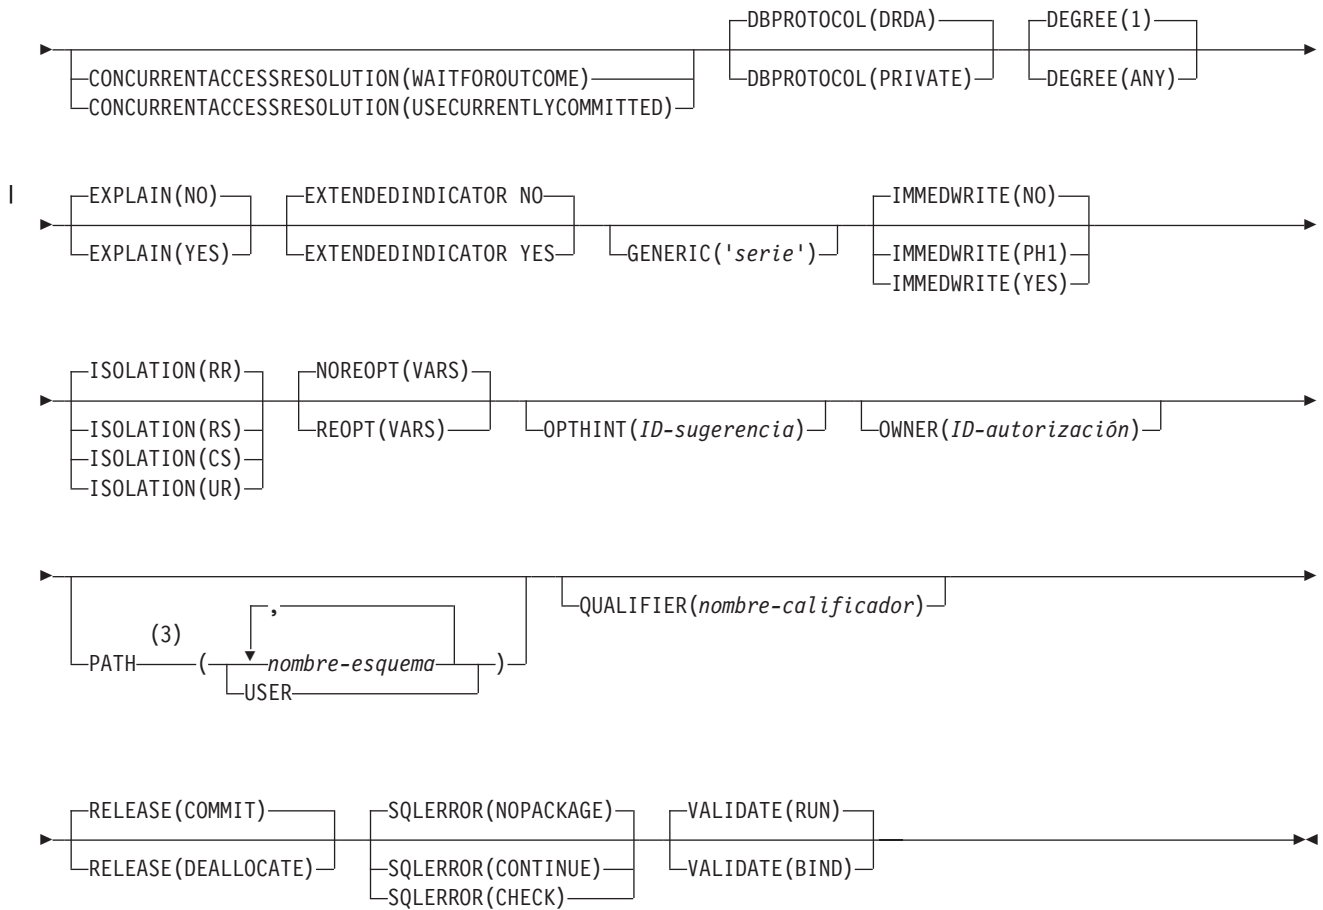 DBPROTOCOL(DRDA) DEGREE(1)
CONCURRENTACCESSRESOLUTION(WAITFOROUTCOME) DBPROTOCOL(PRIVATE) DEGREE(ANY)
CONCURRENTACCESSRESOLUTION(USECURRENTLYCOMMITTED)
| EXPLAIN(NO) EXTENDEDINDICATOR NO IMMEDWRITE(NO)
EXPLAIN(YES) EXTENDEDINDICATOR YES GENERIC('serie') IMMEDWRITE(PH1)
IMMEDWRITE(YES)
ISOLATION(RR) NOREOPT(VARS)
ISOLATION(RS) REOPT(VARS) OPTHINT(ID-sugerencia) OWNER(ID-autorización)
ISOLATION(CS)
ISOLATION(UR)
, QUALIFIER(nombre-calificador)
(3)
PATH ( nombre-esquema )
USER
RELEASE(COMMIT) SQLERROR(NOPACKAGE) VALIDATE(RUN)
RELEASE(DEALLOCATE) SQLERROR(CONTINUE) VALIDATE(BIND)
SQLERROR(CHECK)